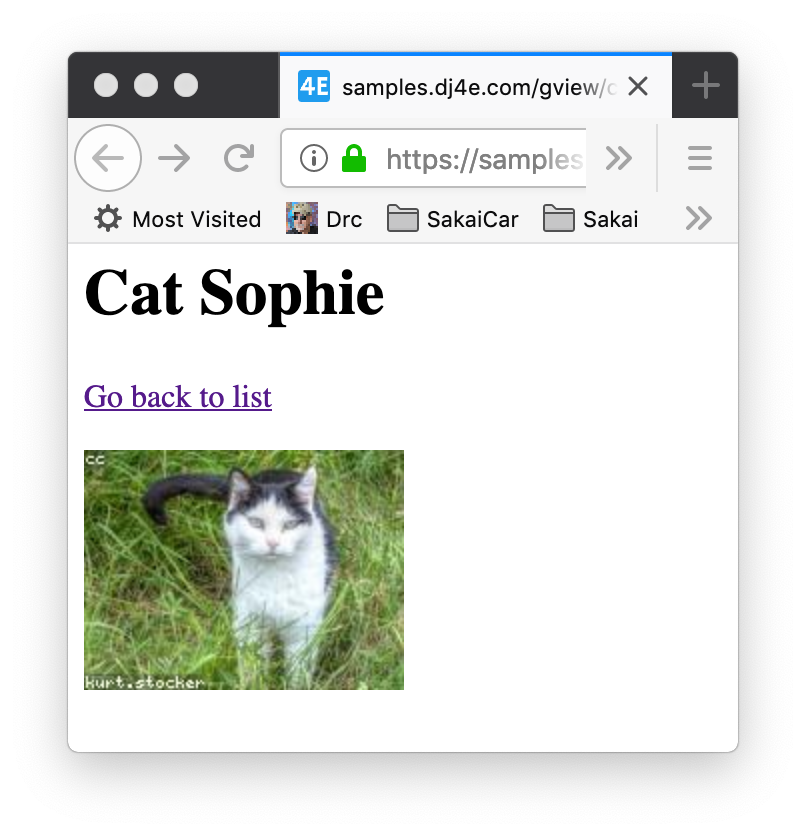 4E samples.dj4e.com/gview/c
https://samples
Most Visited Drc SakaiCar Sakai
Cat Sophie
Go back to list
cc
kurt.stocker